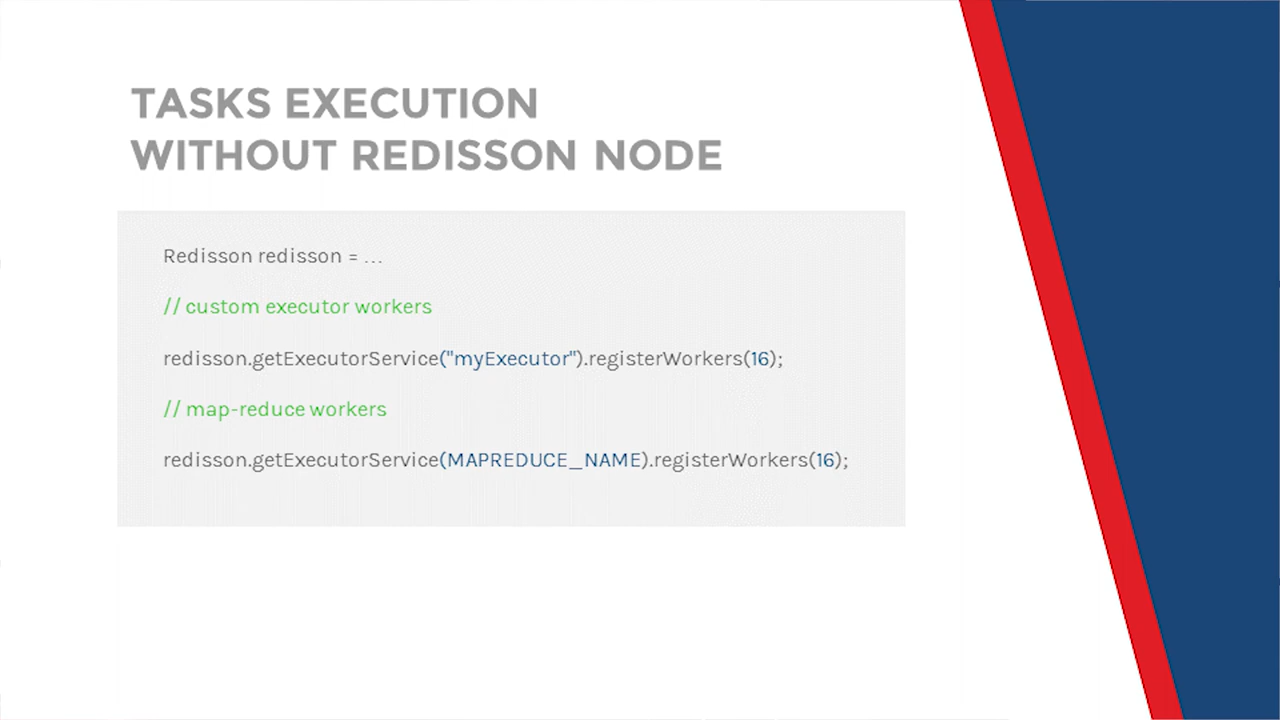 TASKS EXECUTION
WITHOUT REDISSON NODE
Redisson redisson = ...
// custom executor workers
redisson.getExecutorService("myExecutor").registerWorkers(16);
// map-reduce workers
redisson.getExecutorService(MAPREDUCE_NAME).registerWorkers(16);